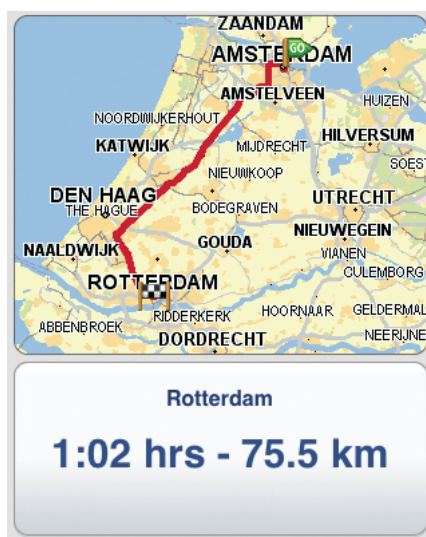 ZAANDAM
GO
AMSTERDAM
AMSTELVEEN
HUIZEN
NOORDWIJKERHOUT
HILVERSUM
KATWIJK
MIJDRECHT
SOEST
NIEUWKOOP
DEN HAAG
UTRECHT
THE HAGUE
BODEGRAVEN
NIEUWEGEIN
NAALDWIJK
GOUDA
VIANEN
CULEMBORG
ROTTERDAM
HOORNAAR
GELDERMAL
RIDDERKERK
ABBENBROEK
NEERIJNE
DORDRECHT
Rotterdam
1:02 hrs - 75.5 km